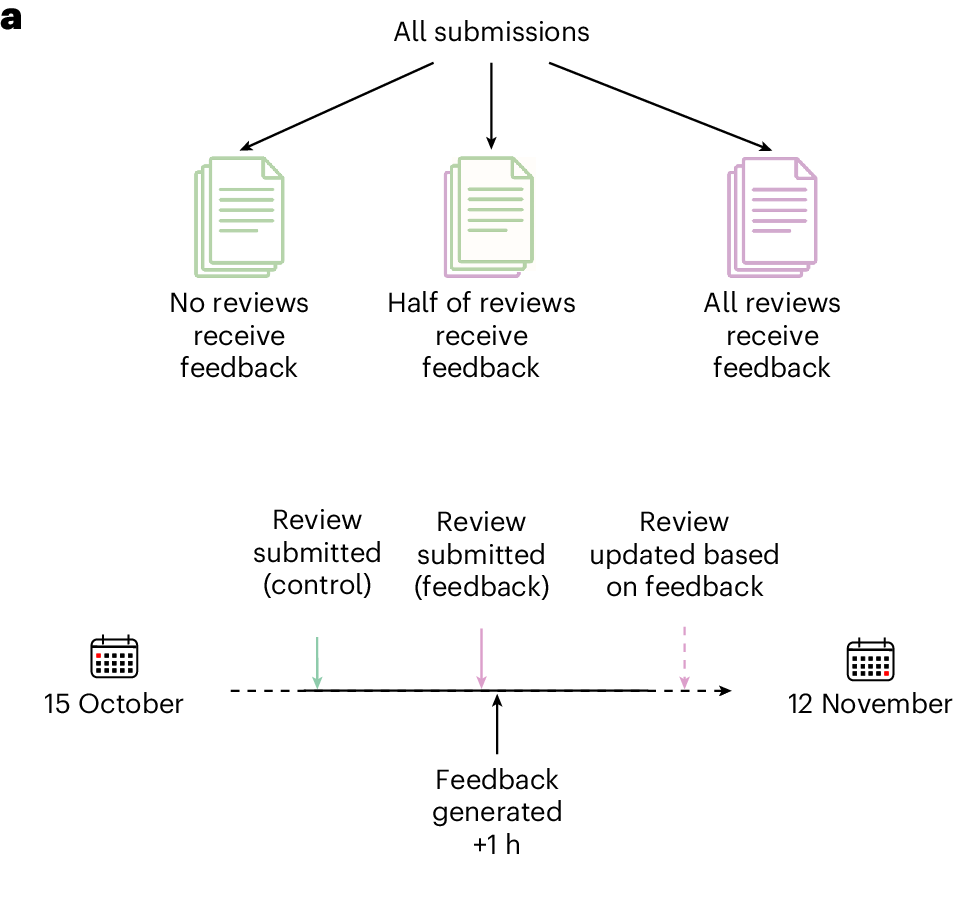 a
All submissions
No reviews
receive
feedback
Half of reviews
receive
feedback
All reviews
receive
feedback
Review
submitted
(control)
Review
submitted
(feedback)
Review
updated based
on feedback
15 October
12 November
Feedback
generated
+1 h